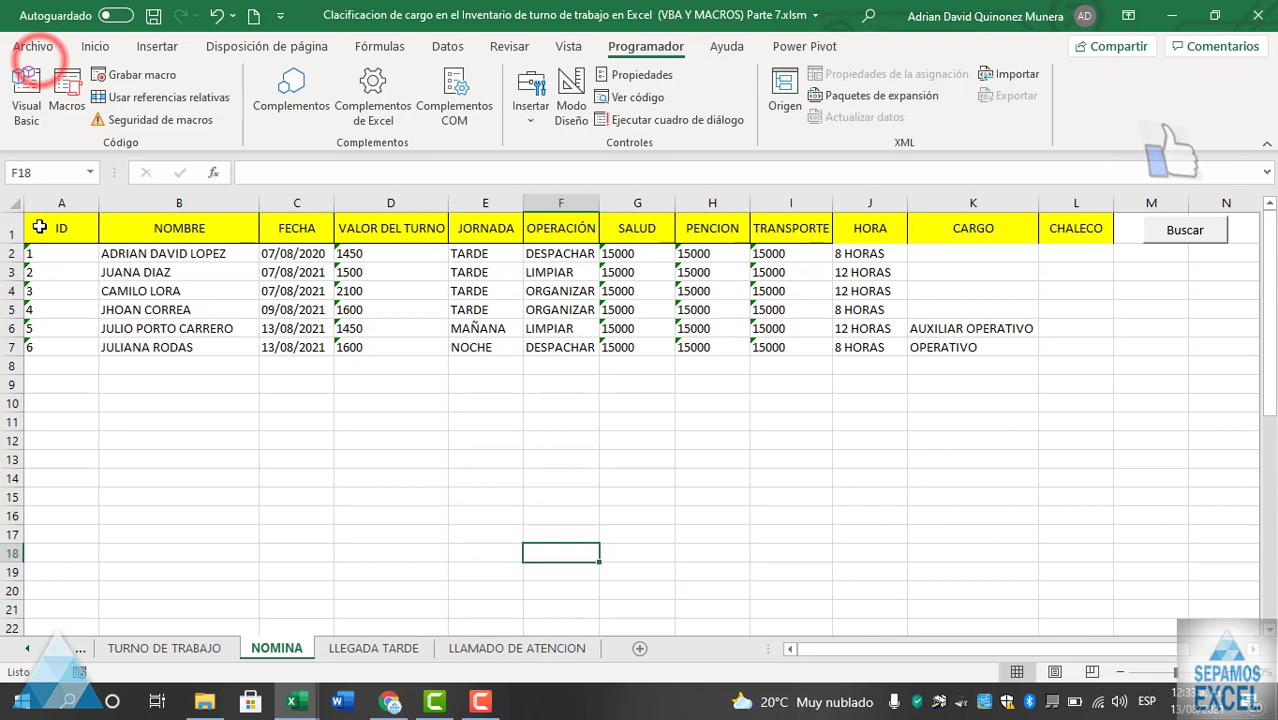 Autoguardado
Clacificacion de cargo en el Inventario de turno de trabajo en Excel (VBA Y MACROS) Parte 7.xlsm
Adrian David Quinonez Munera AD
Archivo Inicio Insertar Disposición de página Fórmulas Datos Revisar Vista Programador Ayuda Power Pivot
Compartir Comentarios
Visual Basic
Macros
Grabar macro
Usar referencias relativas
Seguridad de macros
Código
Complementos
Complementos de Excel
Complementos COM
Complementos
Insertar
Modo Diseño
Propiedades
Ver código
Ejecutar cuadro de diálogo
Controles
Origen
Propiedades de la asignación
Paquetes de expansión
Actualizar datos
Importar
Exportar
XML
F18 fx
A B C D E F G H I J K L M N
1 ID NOMBRE FECHA VALOR DEL TURNO JORNADA OPERACIÓN SALUD PENCION TRANSPORTE HORA CARGO CHALECO Buscar
2 1 ADRIAN DAVID LOPEZ 07/08/2020 1450 TARDE DESPACHAR 15000 15000 15000 8 HORAS
3 2 JUANA DIAZ 07/08/2021 1500 TARDE LIMPIAR 15000 15000 15000 12 HORAS
4 3 CAMILO LORA 07/08/2021 2100 TARDE ORGANIZAR 15000 15000 15000 12 HORAS
5 4 JHOAN CORREA 09/08/2021 1600 TARDE ORGANIZAR 15000 15000 15000 8 HORAS
6 5 JULIO PORTO CARRERO 13/08/2021 1450 MAÑANA LIMPIAR 15000 15000 15000 12 HORAS AUXILIAR OPERATIVO
7 6 JULIANA RODAS 13/08/2021 1600 NOCHE DESPACHAR 15000 15000 15000 8 HORAS OPERATIVO
8
9
10
11
12
13
14
15
16
17
18
19
20
21
22
... TURNO DE TRABAJO NOMINA LLEGADA TARDE LLAMADO DE ATENCION
Listo
20°C Muy nublado
ESP
13/08/2021
SEPAMOS
EXCEL